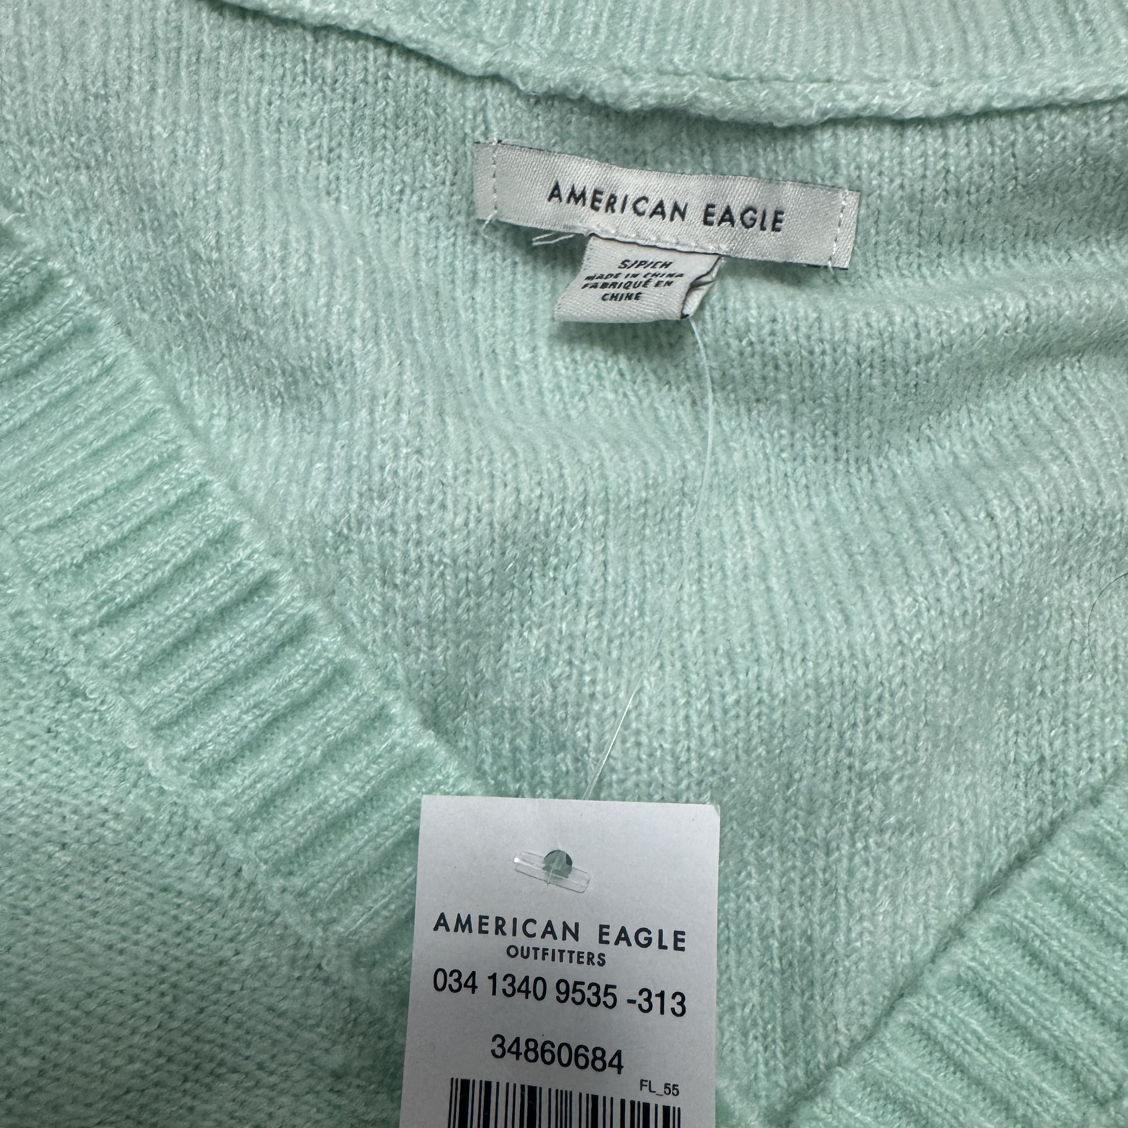 AMERICAN EAGLE
S/P/CH
MADE IN CHINA
FABRIQUÉ EN
CHINE
AMERICAN EAGLE
OUTFITTERS
034 1340 9535 -313
34860684
FL_55